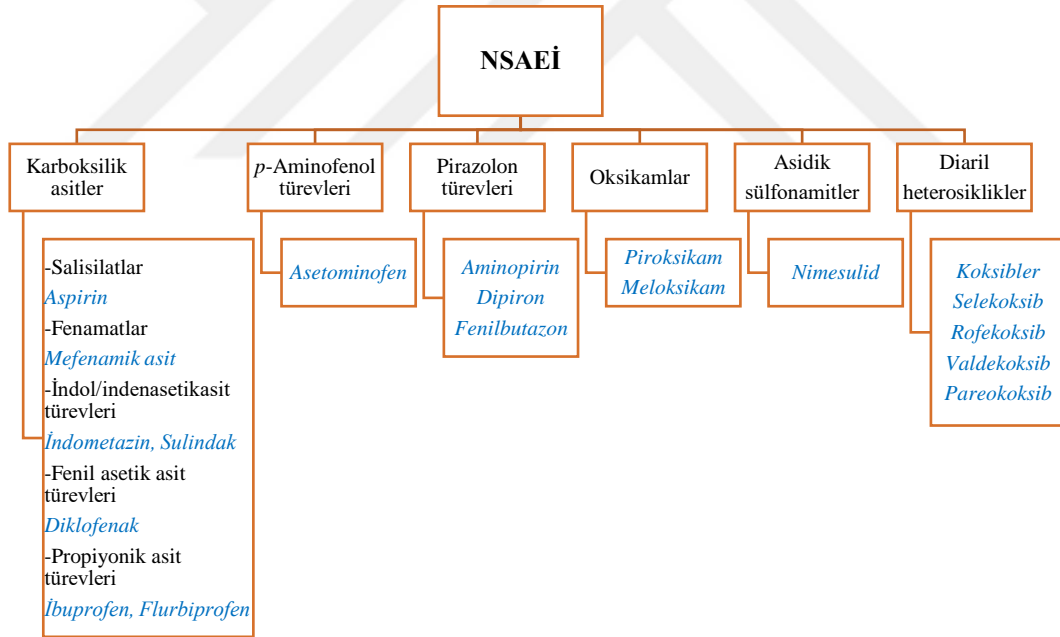 NSAEİ
Karboksilik
asitler
-Salisilatlar
Aspirin
-Fenamatlar
Mefenamik asit
-İndol/indenasetikasit
türevleri
İndometazin, Sulindak
-Fenil asetik asit
türevleri
Diklofenak
-Propiyonik asit
türevleri
İbuprofen, Flurbiprofen
p-Aminofenol
türevleri
Asetominofen
Pirazolon
türevleri
Aminopirin
Dipiron
Fenilbutazon
Oksikamlar
Piroksikam
Meloksikam
Asidik
sülfonamitler
Nimesulid
Diaril
heterosiklikler
Koksibler
Selekoksib
Rofekoksib
Valdekoksib
Pareokoksib